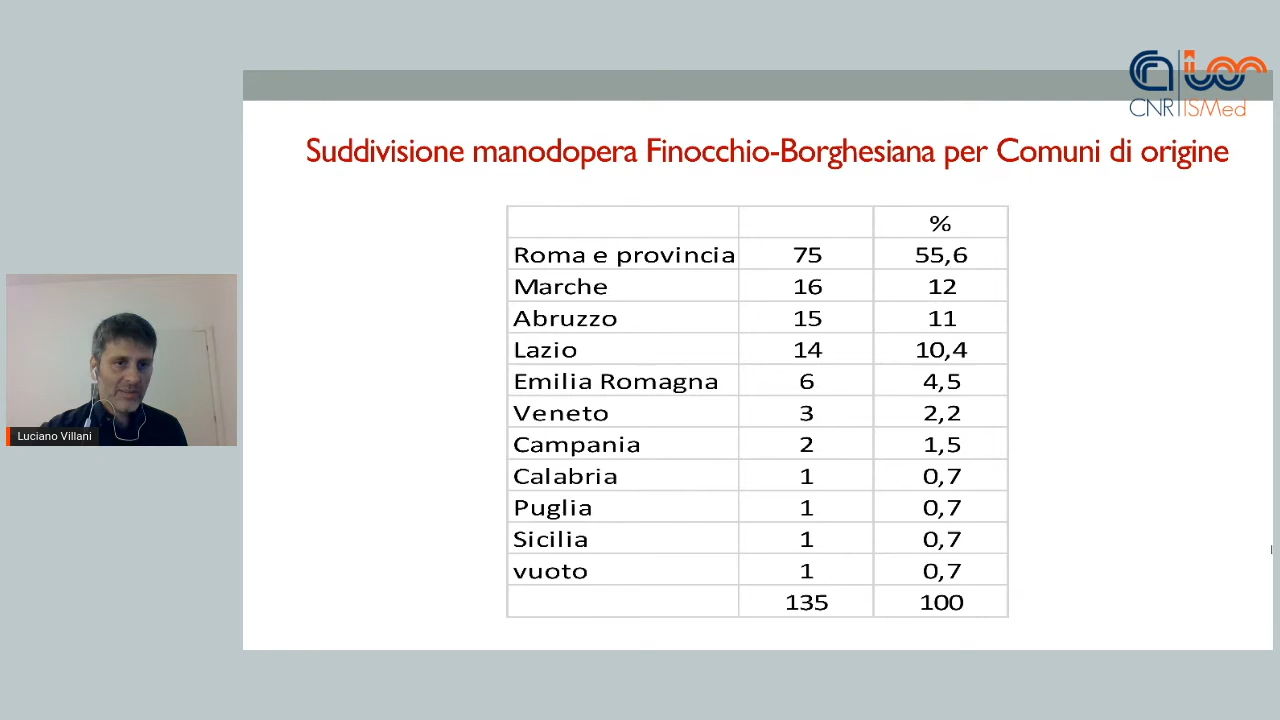 CNR ISMed
Suddivisione manodopera Finocchio-Borghesiana per Comuni di origine
%
Roma e provincia 75 55,6
Marche 16 12
Abruzzo 15 11
Lazio 14 10,4
Emilia Romagna 6 4,5
Veneto 3 2,2
Campania 2 1,5
Calabria 1 0,7
Puglia 1 0,7
Sicilia 1 0,7
vuoto 1 0,7
135 100
Luciano Villani